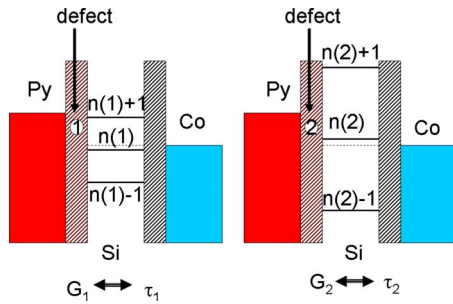 defect
Py
1
n(1)+1
n(1)
Co
n(1)-1
Si
G₁ τ₁
defect
n(2)+1
Py
2
n(2)
Co
n(2)-1
Si
G₂ τ₂